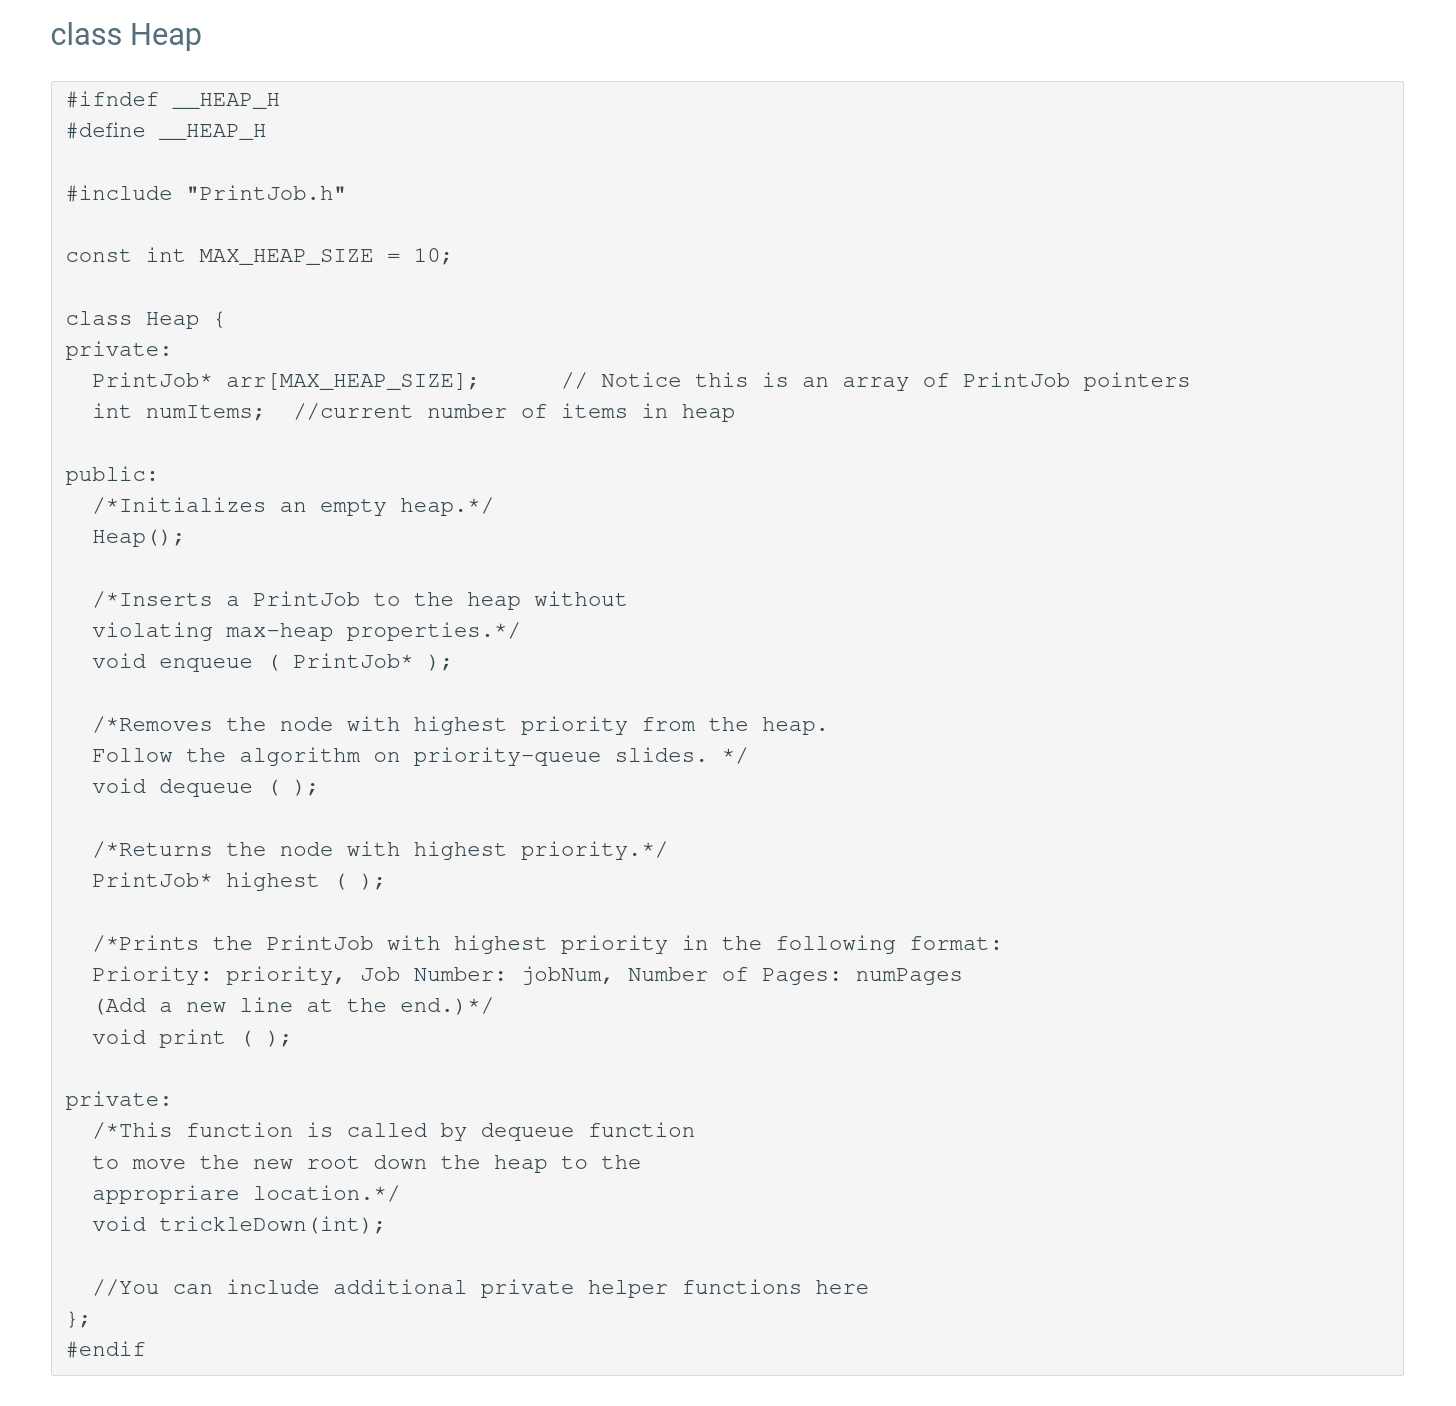 class Heap
#ifndef __HEAP_H
#define __HEAP_H
#include "PrintJob.h"
const int MAX_HEAP_SIZE = 10;
class Heap {
private:
PrintJob* arr[MAX_HEAP_SIZE]; // Notice this is an array of PrintJob pointers
int numItems; //current number of items in heap
public:
/*Initializes an empty heap.*/
Heap();
/*Inserts a PrintJob to the heap without
violating max-heap properties.*/
void enqueue ( PrintJob* );
/*Removes the node with highest priority from the heap.
Follow the algorithm on priority-queue slides. */
void dequeue ( );
/*Returns the node with highest priority.*/
PrintJob* highest ( );
/*Prints the PrintJob with highest priority in the following format:
Priority: priority, Job Number: jobNum, Number of Pages: numPages
(Add a new line at the end.)*/
void print ( );
private:
/*This function is called by dequeue function
to move the new root down the heap to the
appropriare location.*/
void trickleDown(int);
//You can include additional private helper functions here
};
#endif